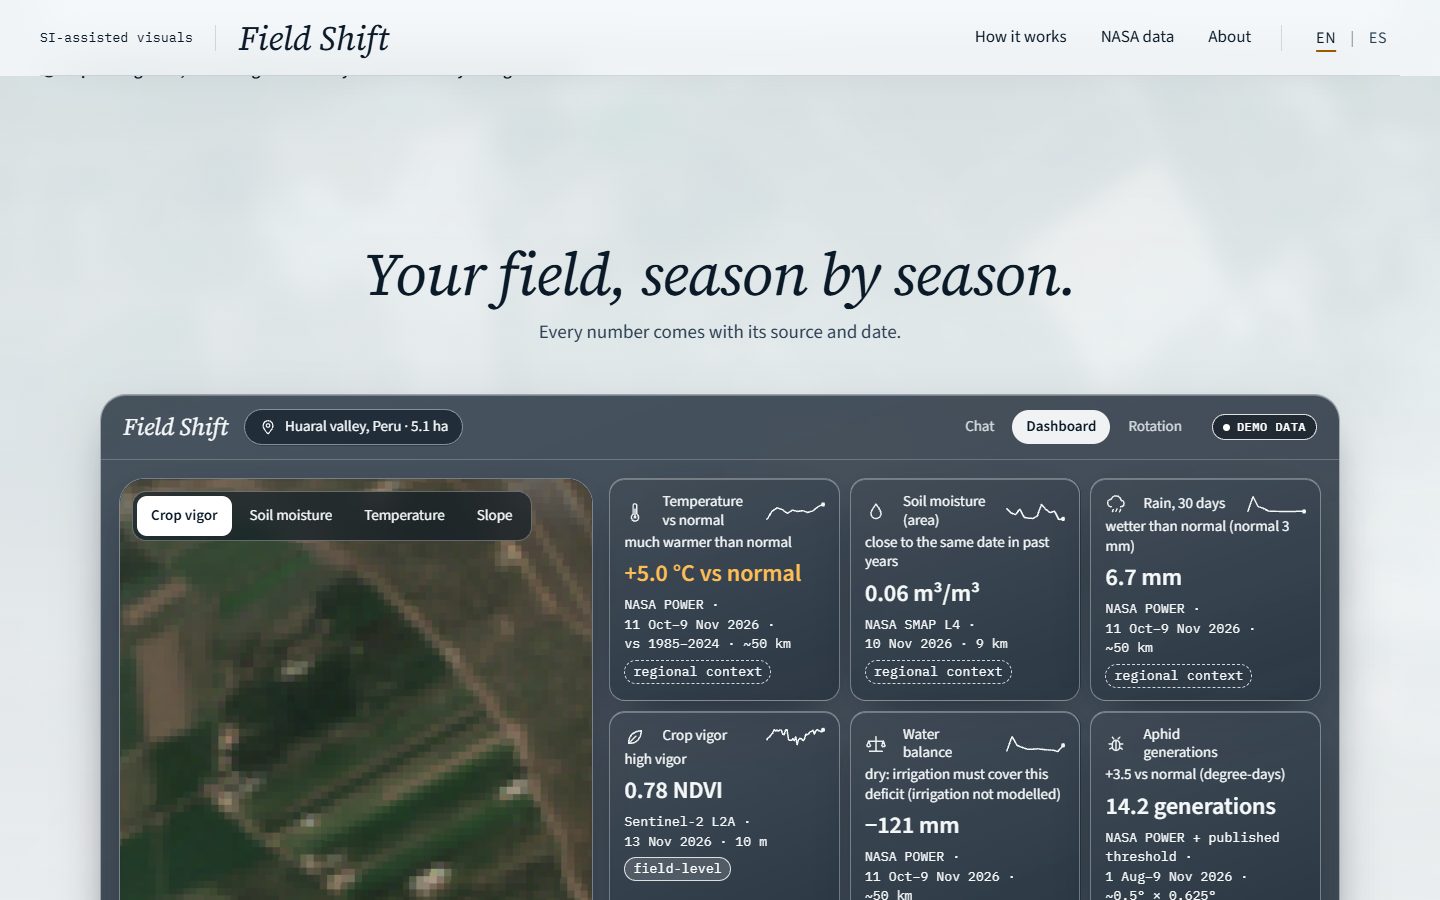 SI-assisted visuals
Field Shift
How it works
NASA data
About
EN | ES
Your field, season by season.
Every number comes with its source and date.
Field Shift
Huaral valley, Peru · 5.1 ha
Chat
Dashboard
Rotation
DEMO DATA
Crop vigor
Soil moisture
Temperature
Slope
Temperature
vs normal
much warmer than normal
+5.0 °C vs normal
NASA POWER ·
11 Oct–9 Nov 2026 ·
vs 1985–2024 · ~50 km
regional context
Soil moisture
(area)
close to the same date in past
years
0.06 m³/m³
NASA SMAP L4 ·
10 Nov 2026 · 9 km
regional context
Rain, 30 days
wetter than normal (normal 3
mm)
6.7 mm
NASA POWER ·
11 Oct–9 Nov 2026 ·
~50 km
regional context
Crop vigor
high vigor
0.78 NDVI
Sentinel-2 L2A ·
13 Nov 2026 · 10 m
field-level
Water
balance
dry: irrigation must cover this
deficit (irrigation not modelled)
−121 mm
NASA POWER ·
11 Oct–9 Nov 2026 ·
~50 km
Aphid
generations
+3.5 vs normal (degree-days)
14.2 generations
NASA POWER + published
threshold ·
1 Aug–9 Nov 2026 ·
~0.5° × 0.625°